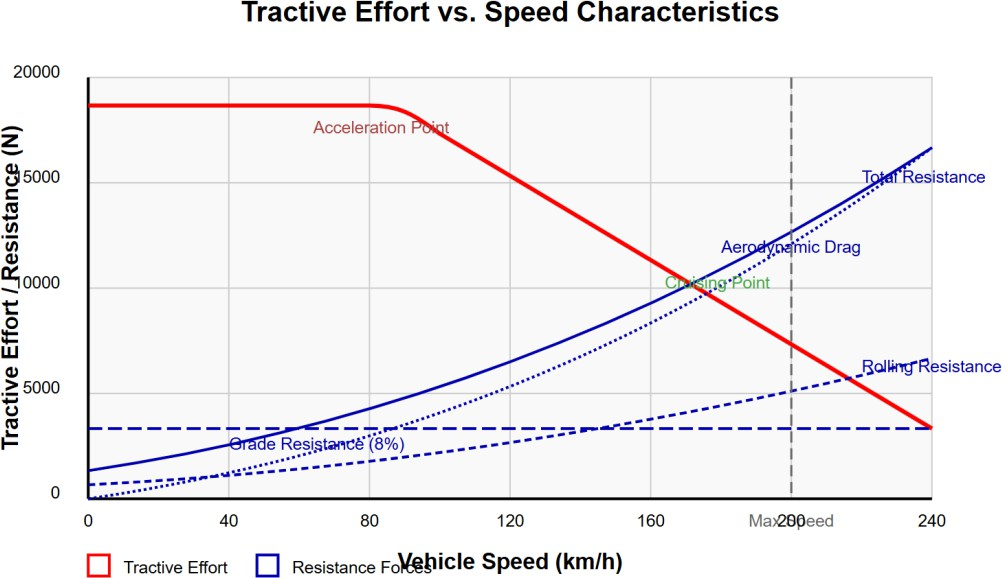 Tractive Effort vs. Speed Characteristics
Tractive Effort / Resistance (N)
20000
15000
10000
5000
0
Acceleration Point
Total Resistance
Aerodynamic Drag
Cruising Point
Rolling Resistance
Grade Resistance (8%)
Max Speed
0 40 80 120 160 200 240
Vehicle Speed (km/h)
Tractive Effort
Resistance Forces